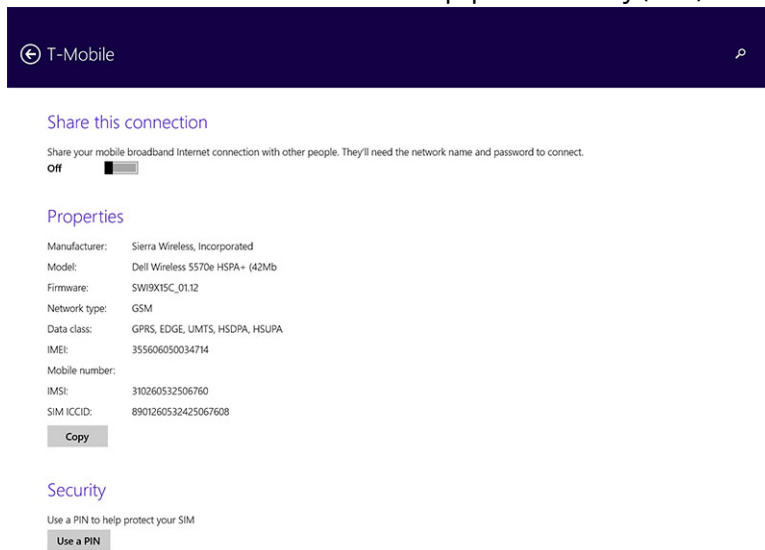 T-Mobile
Share this connection
Share your mobile broadband Internet connection with other people. They'll need the network name and password to connect.
Off
Properties
Manufacturer: Sierra Wireless, Incorporated
Model: Dell Wireless 5570e HSPA+ (42Mb
Firmware: SWI9X15C_01.12
Network type: GSM
Data class: GPRS, EDGE, UMTS, HSDPA, HSUPA
IMEI: 355606050034714
Mobile number:
IMSI: 310260532506760
SIM ICCID: 8901260532425067608
Copy
Security
Use a PIN to help protect your SIM
Use a PIN